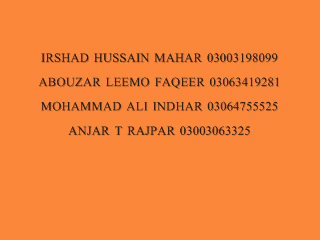 IRSHAD HUSSAIN MAHAR 03003198099
ABOUZAR LEEMO FAQEER 03063419281
MOHAMMAD ALI INDHAR 03064755525
ANJAR T RAJPAR 03003063325